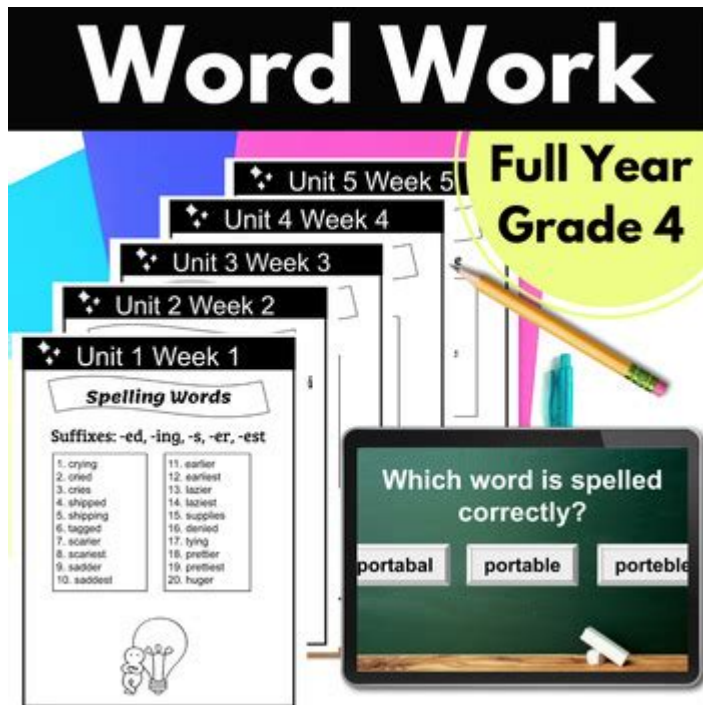 Word Work
Full Year
Grade 4
Unit 5 Week 5
Unit 4 Week 4
Unit 3 Week 3
Unit 2 Week 2
Unit 1 Week 1
Spelling Words
Suffixes: -ed, -ing, -s, -er, -est
1. crying
2. cried
3. cries
4. shipped
5. shipping
6. tagged
7. scarier
8. scariest
9. sadder
10. saddest
11. earlier
12. earliest
13. lazier
14. laziest
15. supplies
16. denied
17. tying
18. prettier
19. prettiest
20. huger
Which word is spelled
correctly?
portabal
portable
porteble